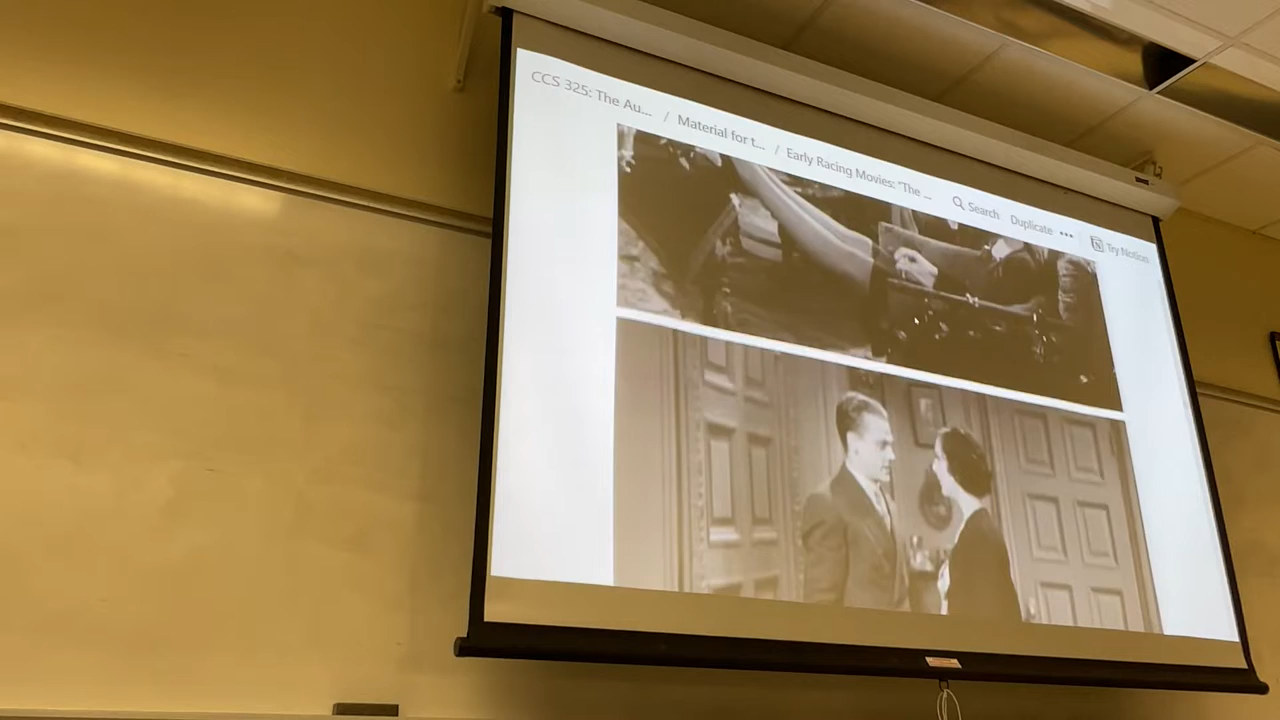 CCS 325: The Au... / Material for t... / Early Racing Movies: "The ... Search Duplicate ••• Try Notion